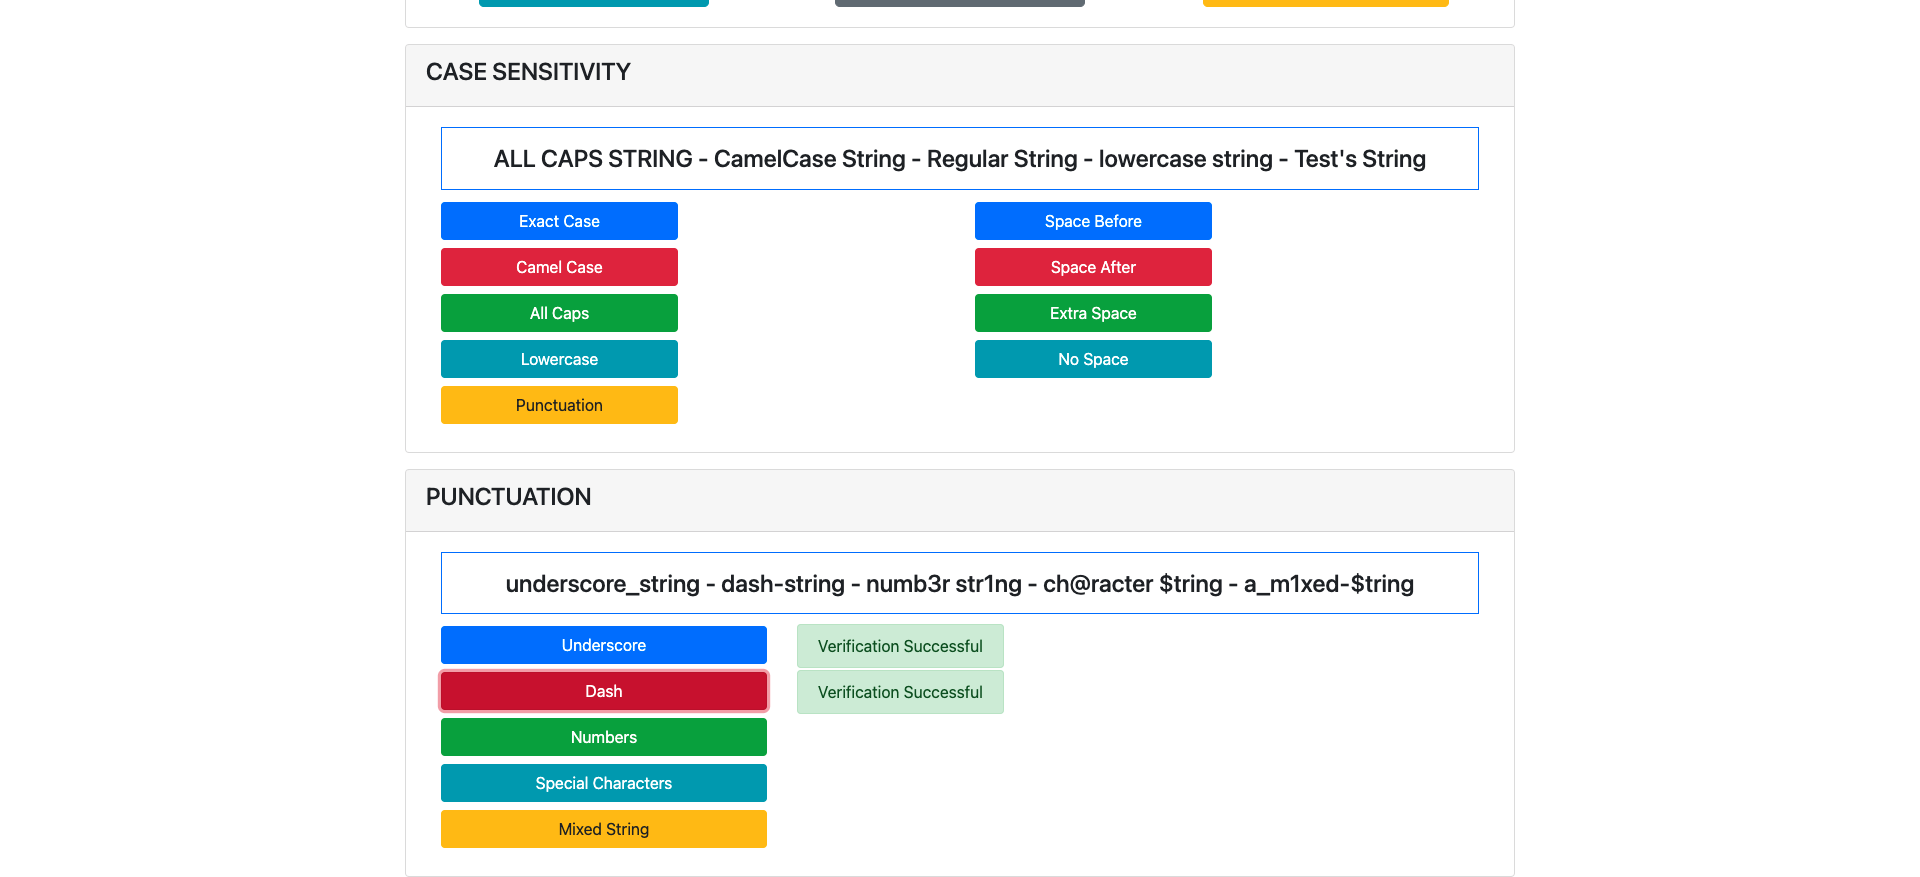 CASE SENSITIVITY
ALL CAPS STRING - CamelCase String - Regular String - lowercase string - Test's String
Exact Case
Space Before
Camel Case
Space After
All Caps
Extra Space
Lowercase
No Space
Punctuation
PUNCTUATION
underscore_string - dash-string - numb3r str1ng - ch@racter $tring - a_m1xed-$tring
Underscore
Verification Successful
Dash
Verification Successful
Numbers
Special Characters
Mixed String